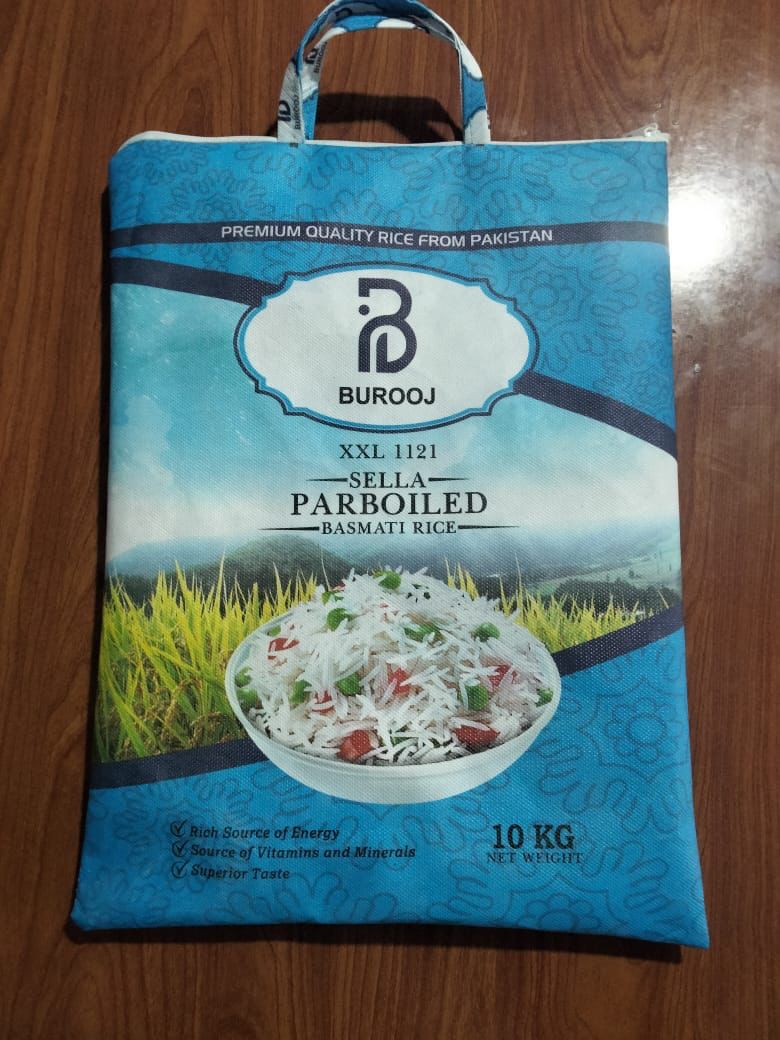 BUROOJ
PREMIUM QUALITY RICE FROM PAKISTAN
BUROOJ
XXL 1121
SELLA
PARBOILED
BASMATI RICE
Rich Source of Energy
Source of Vitamins and Minerals
Superior Taste
10 KG
NET WEIGHT